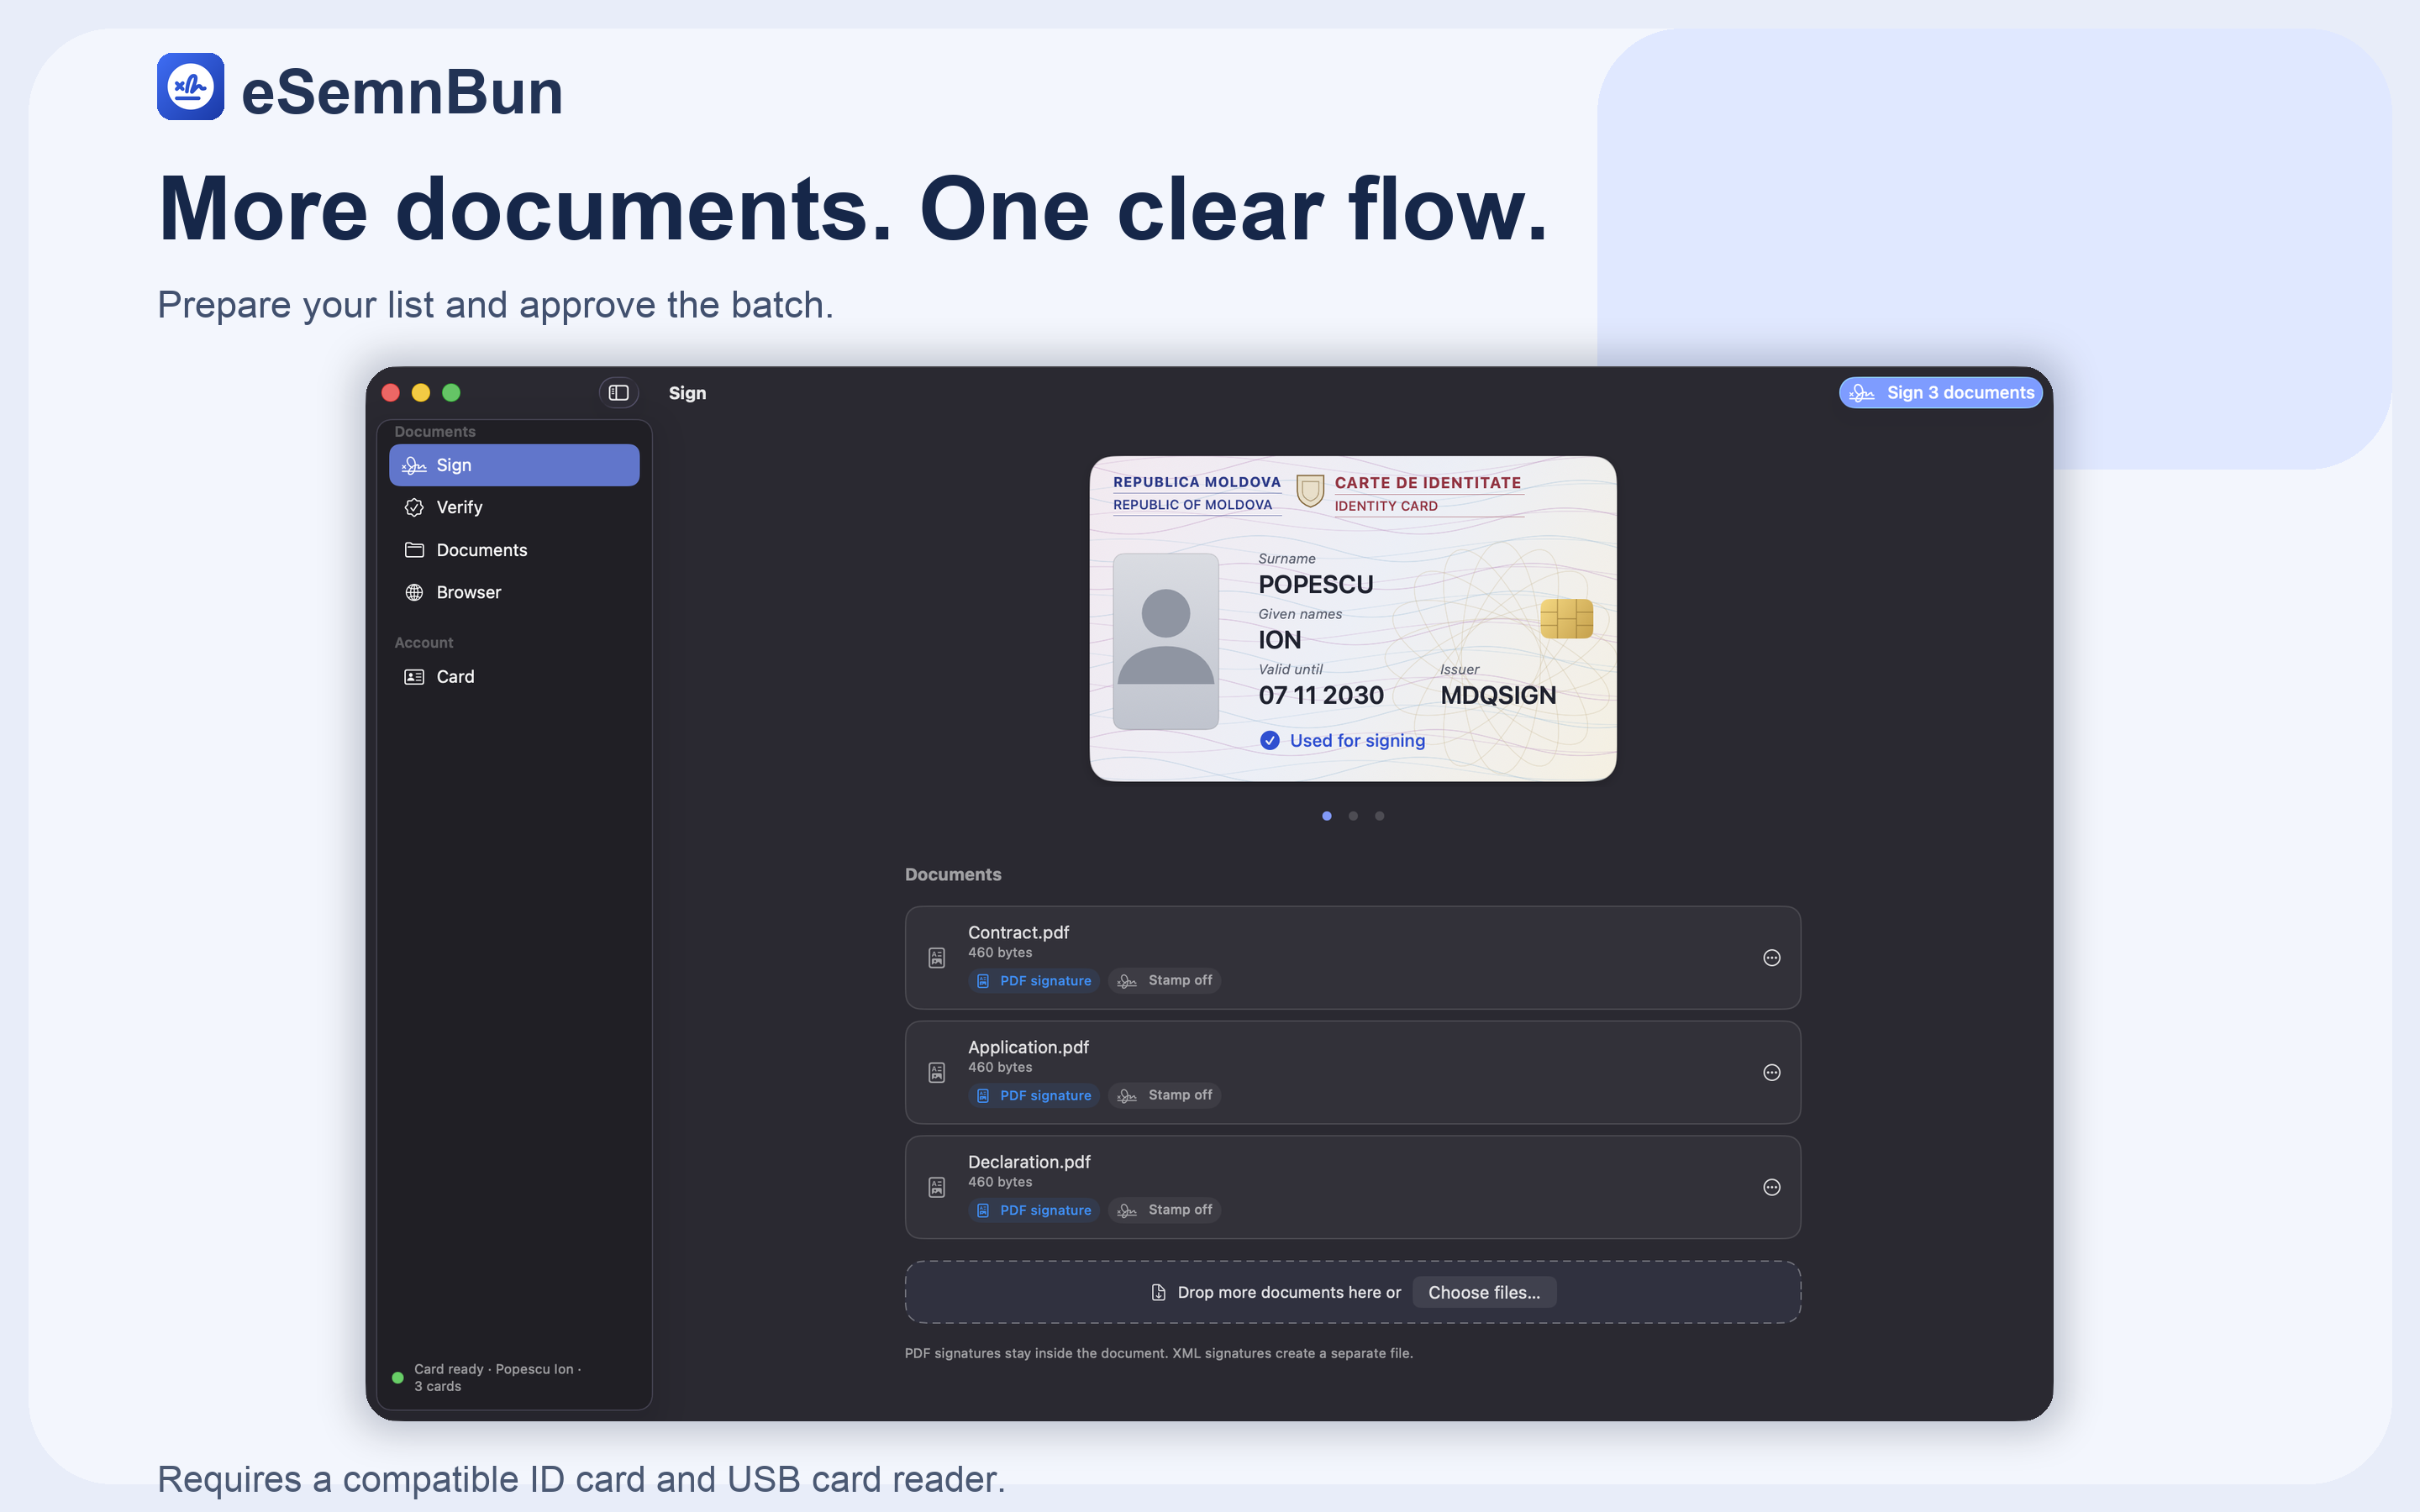 eSemnBun
More documents. One clear flow.
Prepare your list and approve the batch.
Sign
Sign 3 documents
Documents
Sign
Verify
Documents
Browser
Account
Card
Card ready · Popescu Ion ·
3 cards
REPUBLICA MOLDOVA
REPUBLIC OF MOLDOVA
CARTE DE IDENTITATE
IDENTITY CARD
Surname
POPESCU
Given names
ION
Valid until
07 11 2030
Issuer
MDQSIGN
Used for signing
Documents
Contract.pdf
460 bytes
PDF signature
Stamp off
Application.pdf
460 bytes
PDF signature
Stamp off
Declaration.pdf
460 bytes
PDF signature
Stamp off
Drop more documents here or
Choose files...
PDF signatures stay inside the document. XML signatures create a separate file.
Requires a compatible ID card and USB card reader.